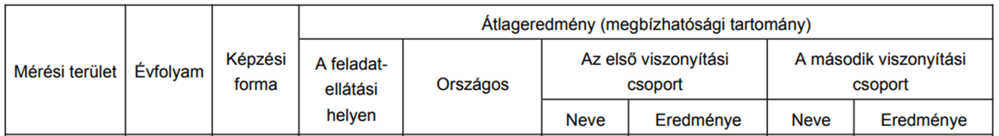 Átlageredmény (megbízhatósági tartomány)
Mérési terület
Évfolyam
Képzési
forma
A feladat-
ellátási
helyen
Országos
Az első viszonyítási
csoport
A második viszonyítási
csoport
Neve
Eredménye
Neve
Eredménye